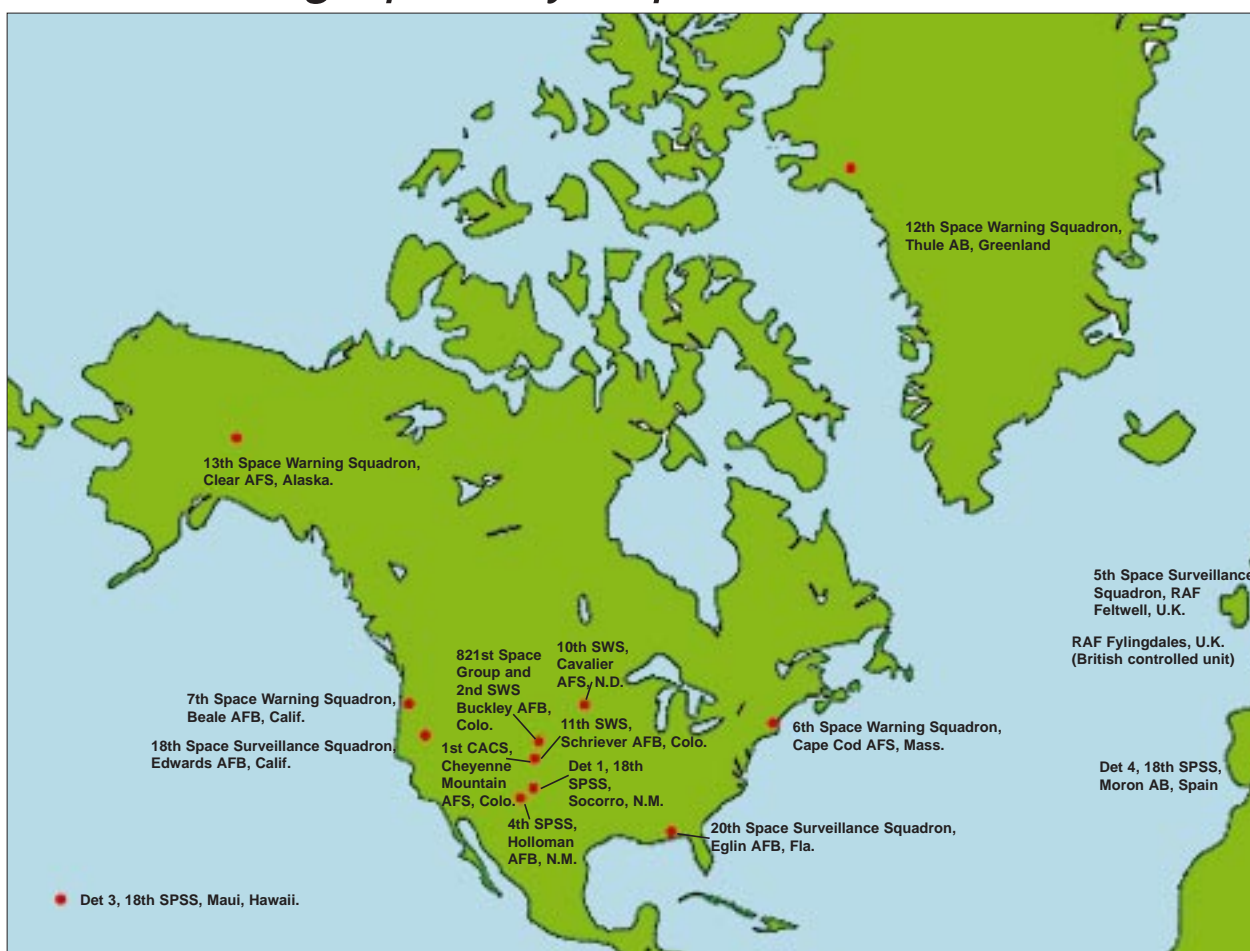 12th Space Warning Squadron,
Thule AB, Greenland
13th Space Warning Squadron,
Clear AFS, Alaska.
5th Space Surveillance
Squadron, RAF
Feltwell, U.K.
RAF Fylingdales, U.K.
(British controlled unit)
821st Space
Group and
2nd SWS
Buckley AFB,
Colo.
10th SWS,
Cavalier
AFS, N.D.
7th Space Warning Squadron,
Beale AFB, Calif.
18th Space Surveillance Squadron,
Edwards AFB, Calif.
11th SWS,
Schriever AFB, Colo.
1st CACS,
Cheyenne
Mountain
AFS, Colo.
Det 1, 18th
SPSS,
Socorro, N.M.
6th Space Warning Squadron,
Cape Cod AFS, Mass.
Det 4, 18th SPSS,
Moron AB, Spain
4th SPSS,
Holloman
AFB, N.M.
20th Space Surveillance Squadron,
Eglin AFB, Fla.
Det 3, 18th SPSS, Maui, Hawaii.